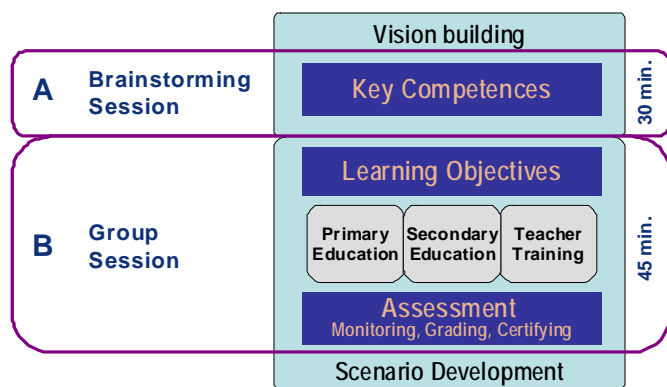 Vision building
A
Brainstorming
Session
Key Competences
30 min.
Learning Objectives
B
Group
Session
Primary
Education
Secondary
Education
Teacher
Training
45 min.
Assessment
Monitoring, Grading, Certifying
Scenario Development